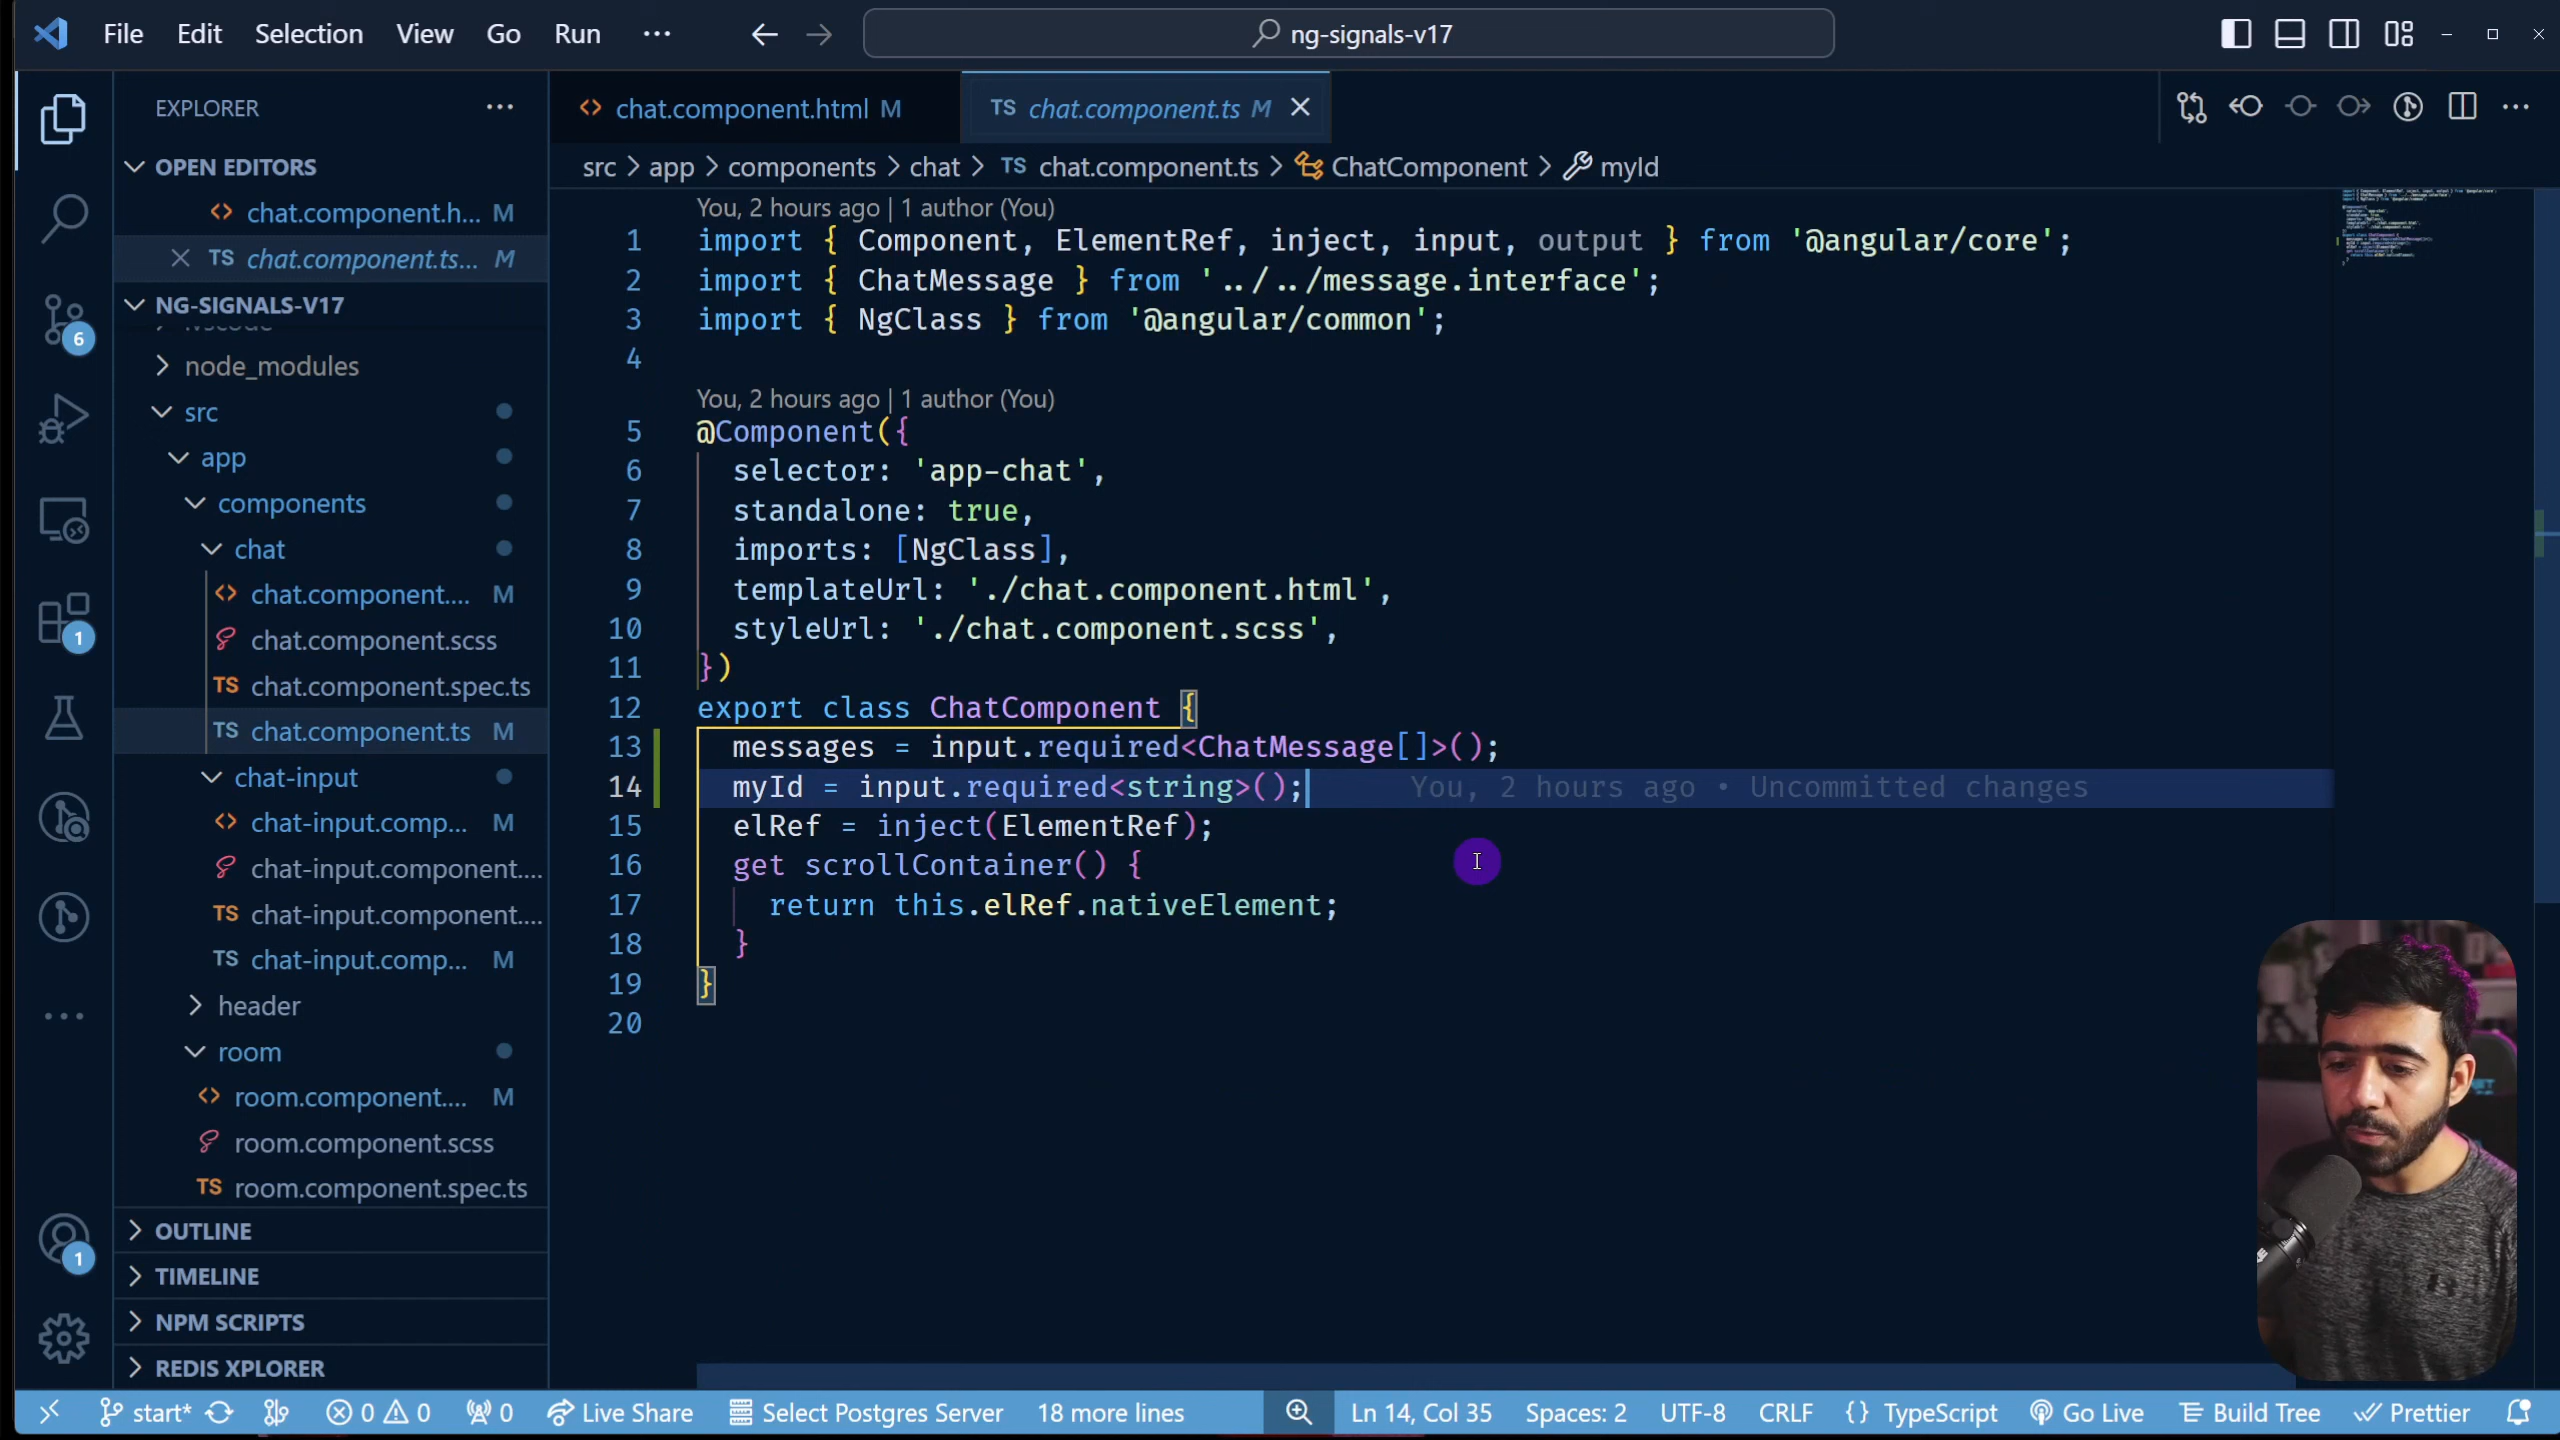 File Edit Selection View Go Run ···
ng-signals-v17
EXPLORER
OPEN EDITORS
chat.component.h... M
chat.component.ts... M
NG-SIGNALS-V17
.vscode
node_modules
src
app
components
chat
chat.component.... M
chat.component.scss
chat.component.spec.ts
chat.component.ts M
chat-input
chat-input.comp... M
chat-input.component....
chat-input.component....
chat-input.comp... M
header
room
room.component.... M
room.component.scss
room.component.spec.ts
OUTLINE
TIMELINE
NPM SCRIPTS
REDIS XPLORER
6
1
1
chat.component.html M
TS chat.component.ts M
src > app > components > chat > TS chat.component.ts > ChatComponent > myId
You, 2 hours ago | 1 author (You)
1 import { Component, ElementRef, inject, input, output } from '@angular/core';
2 import { ChatMessage } from '../../message.interface';
3 import { NgClass } from '@angular/common';
4
You, 2 hours ago | 1 author (You)
5 @Component({
6 selector: 'app-chat',
7 standalone: true,
8 imports: [NgClass],
9 templateUrl: './chat.component.html',
10 styleUrl: './chat.component.scss',
11 })
12 export class ChatComponent {
13 messages = input.required<ChatMessage[]>();
14 myId = input.required<string>(); You, 2 hours ago • Uncommitted changes
15 elRef = inject(ElementRef);
16 get scrollContainer() {
17 return this.elRef.nativeElement;
18 }
19 }
20
start* 0 0 0 Live Share Select Postgres Server 18 more lines Ln 14, Col 35 Spaces: 2 UTF-8 CRLF {} TypeScript Go Live Build Tree Prettier